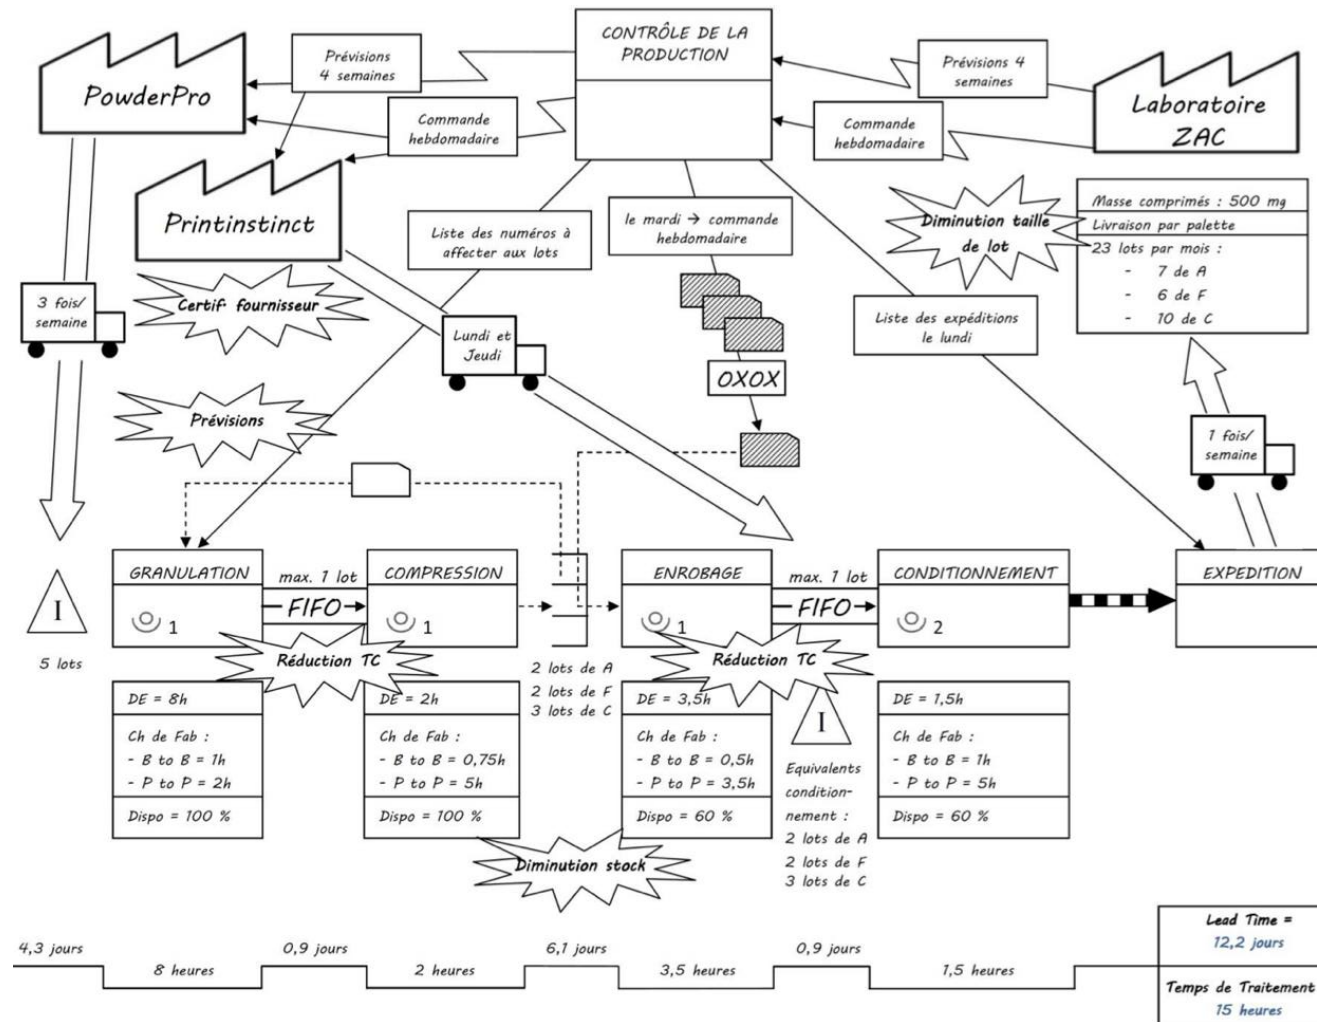 PowderPro
Prévisions
4 semaines
Commande
hebdomadaire
CONTRÔLE DE LA
PRODUCTION
Prévisions 4
semaines
Commande
hebdomadaire
Laboratoire
ZAC
Printinstinct
Liste des numéros à
affecter aux lots
le mardi → commande
hebdomadaire
Diminution taille
de lot
Masse comprimés : 500 mg
Livraison par palette
23 lots par mois :
- 7 de A
- 6 de F
- 10 de C
3 fois/
semaine
Certif. fournisseur
Lundi et
Jeudi
Liste des expéditions
le lundi
OXOX
Prévisions
1 fois/
semaine
I
5 lots
GRANULATION
1
max. 1 lot
FIFO
COMPRESSION
1
ENROBAGE
1
max. 1 lot
FIFO
CONDITIONNEMENT
2
EXPEDITION
Réduction TC
Réduction TC
2 lots de A
2 lots de F
3 lots de C
DE = 8h
Ch de Fab :
- B to B = 1h
- P to P = 2h
Dispo = 100 %
DE = 2h
Ch de Fab :
- B to B = 0,75h
- P to P = 5h
Dispo = 100 %
DE = 3,5h
Ch de Fab :
- B to B = 0,5h
- P to P = 3,5h
Dispo = 60 %
I
Equivalents
condition-
nement :
2 lots de A
2 lots de F
3 lots de C
DE = 1,5h
Ch de Fab :
- B to B = 1h
- P to P = 5h
Dispo = 60 %
Diminution stock
4,3 jours
8 heures
0,9 jours
2 heures
6,1 jours
3,5 heures
0,9 jours
1,5 heures
Lead Time =
12,2 jours
Temps de Traitement
15 heures